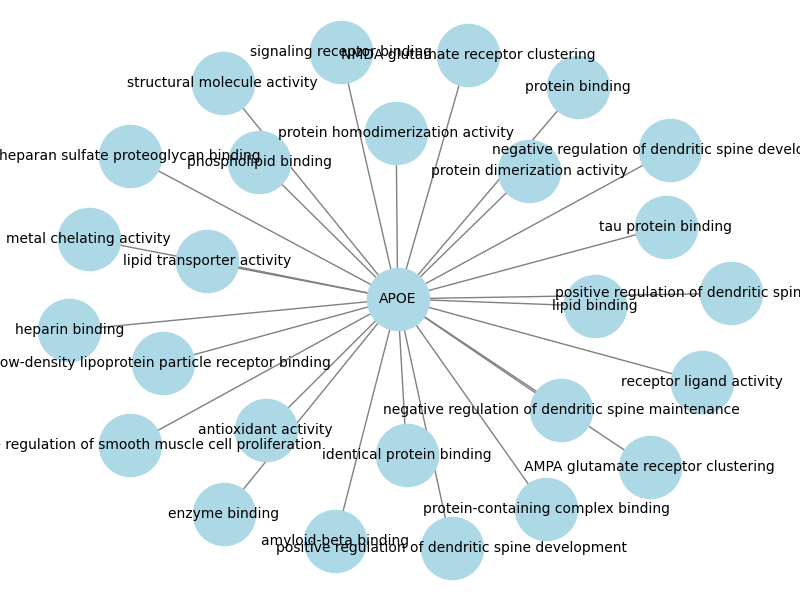 signaling receptor binding
NMDA glutamate receptor clustering
structural molecule activity
protein binding
protein homodimerization activity
negative regulation of dendritic spine
heparan sulfate proteoglycan binding
phospholipid binding
protein dimerization activity
tau protein binding
metal chelating activity
lipid transporter activity
positive regulation of dendritic
APOE
lipid binding
heparin binding
ow-density lipoprotein particle receptor binding
receptor ligand activity
negative regulation of dendritic spine maintenance
antioxidant activity
regulation of smooth muscle cell proliferation
identical protein binding
AMPA glutamate receptor clustering
protein-containing complex binding
enzyme binding
amyloid-beta binding
positive regulation of dendritic spine development